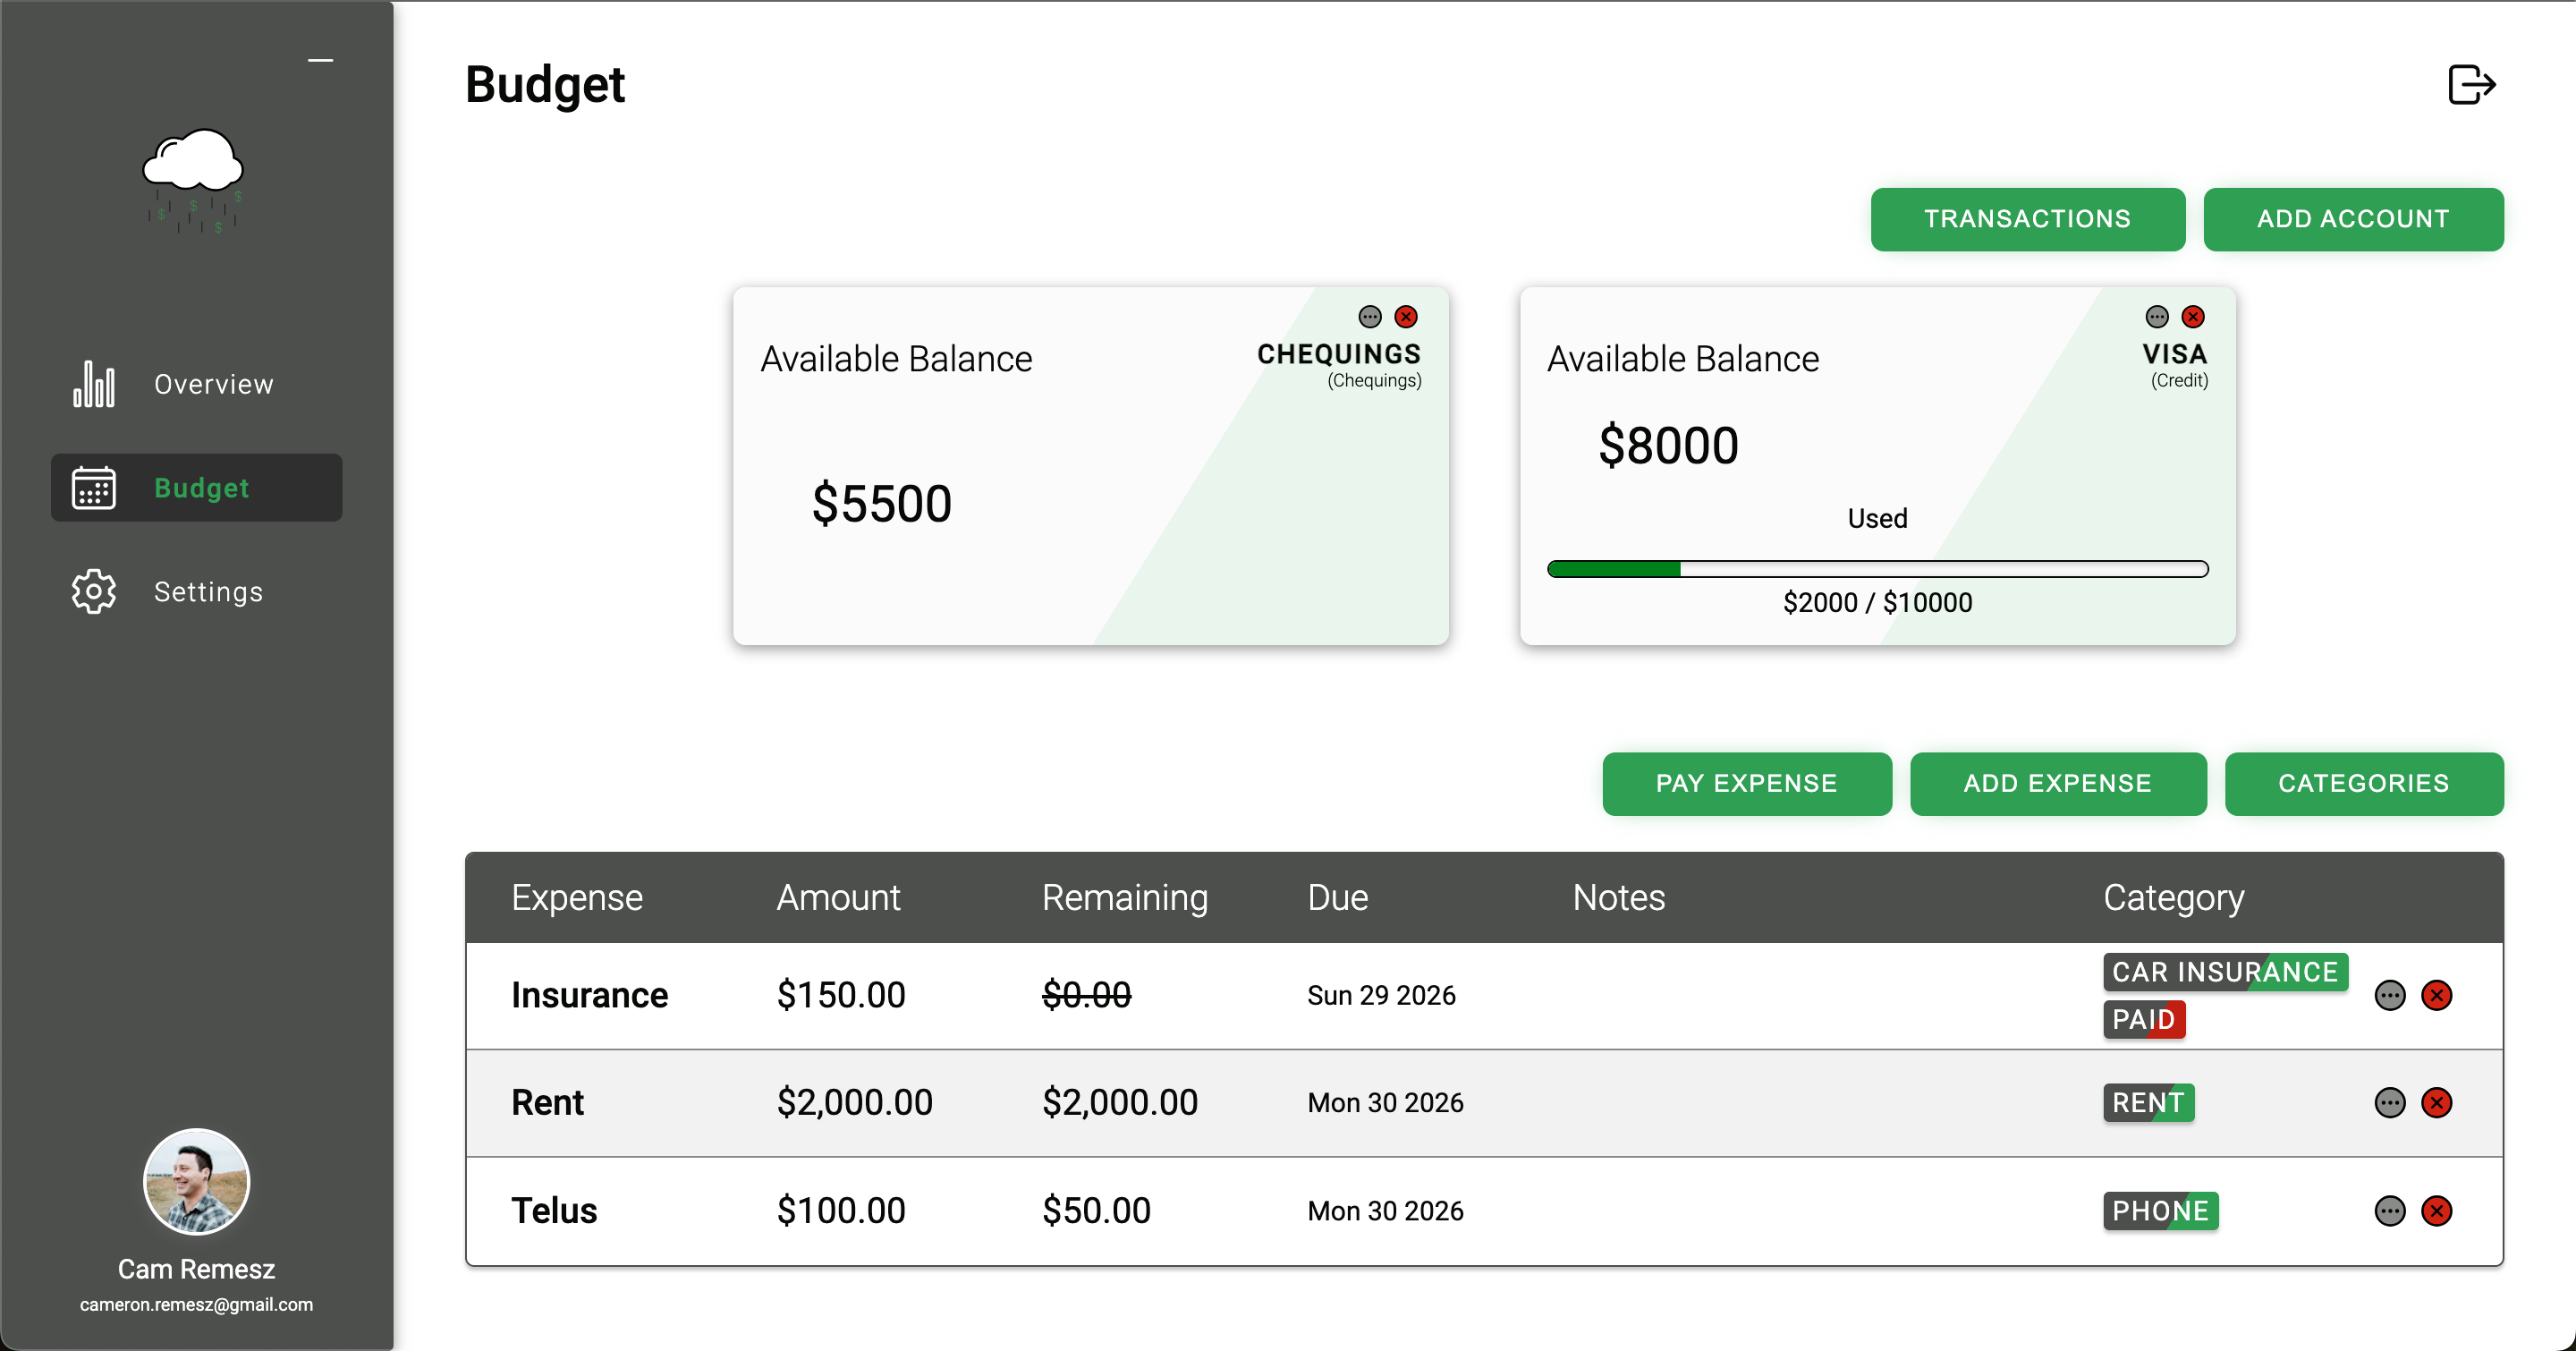 Budget
TRANSACTIONS
ADD ACCOUNT
$ $ $ $ $
Overview
Budget
Settings
Available Balance
CHEQUINGS
(Chequings)
$5500
Available Balance
VISA
(Credit)
$8000
Used
$2000 / $10000
PAY EXPENSE
ADD EXPENSE
CATEGORIES
Expense Amount Remaining Due Notes Category
Insurance $150.00 $0.00 Sun 29 2026 CAR INSURANCE
PAID
Rent $2,000.00 $2,000.00 Mon 30 2026 RENT
Telus $100.00 $50.00 Mon 30 2026 PHONE
Cam Remesz
cameron.remesz@gmail.com